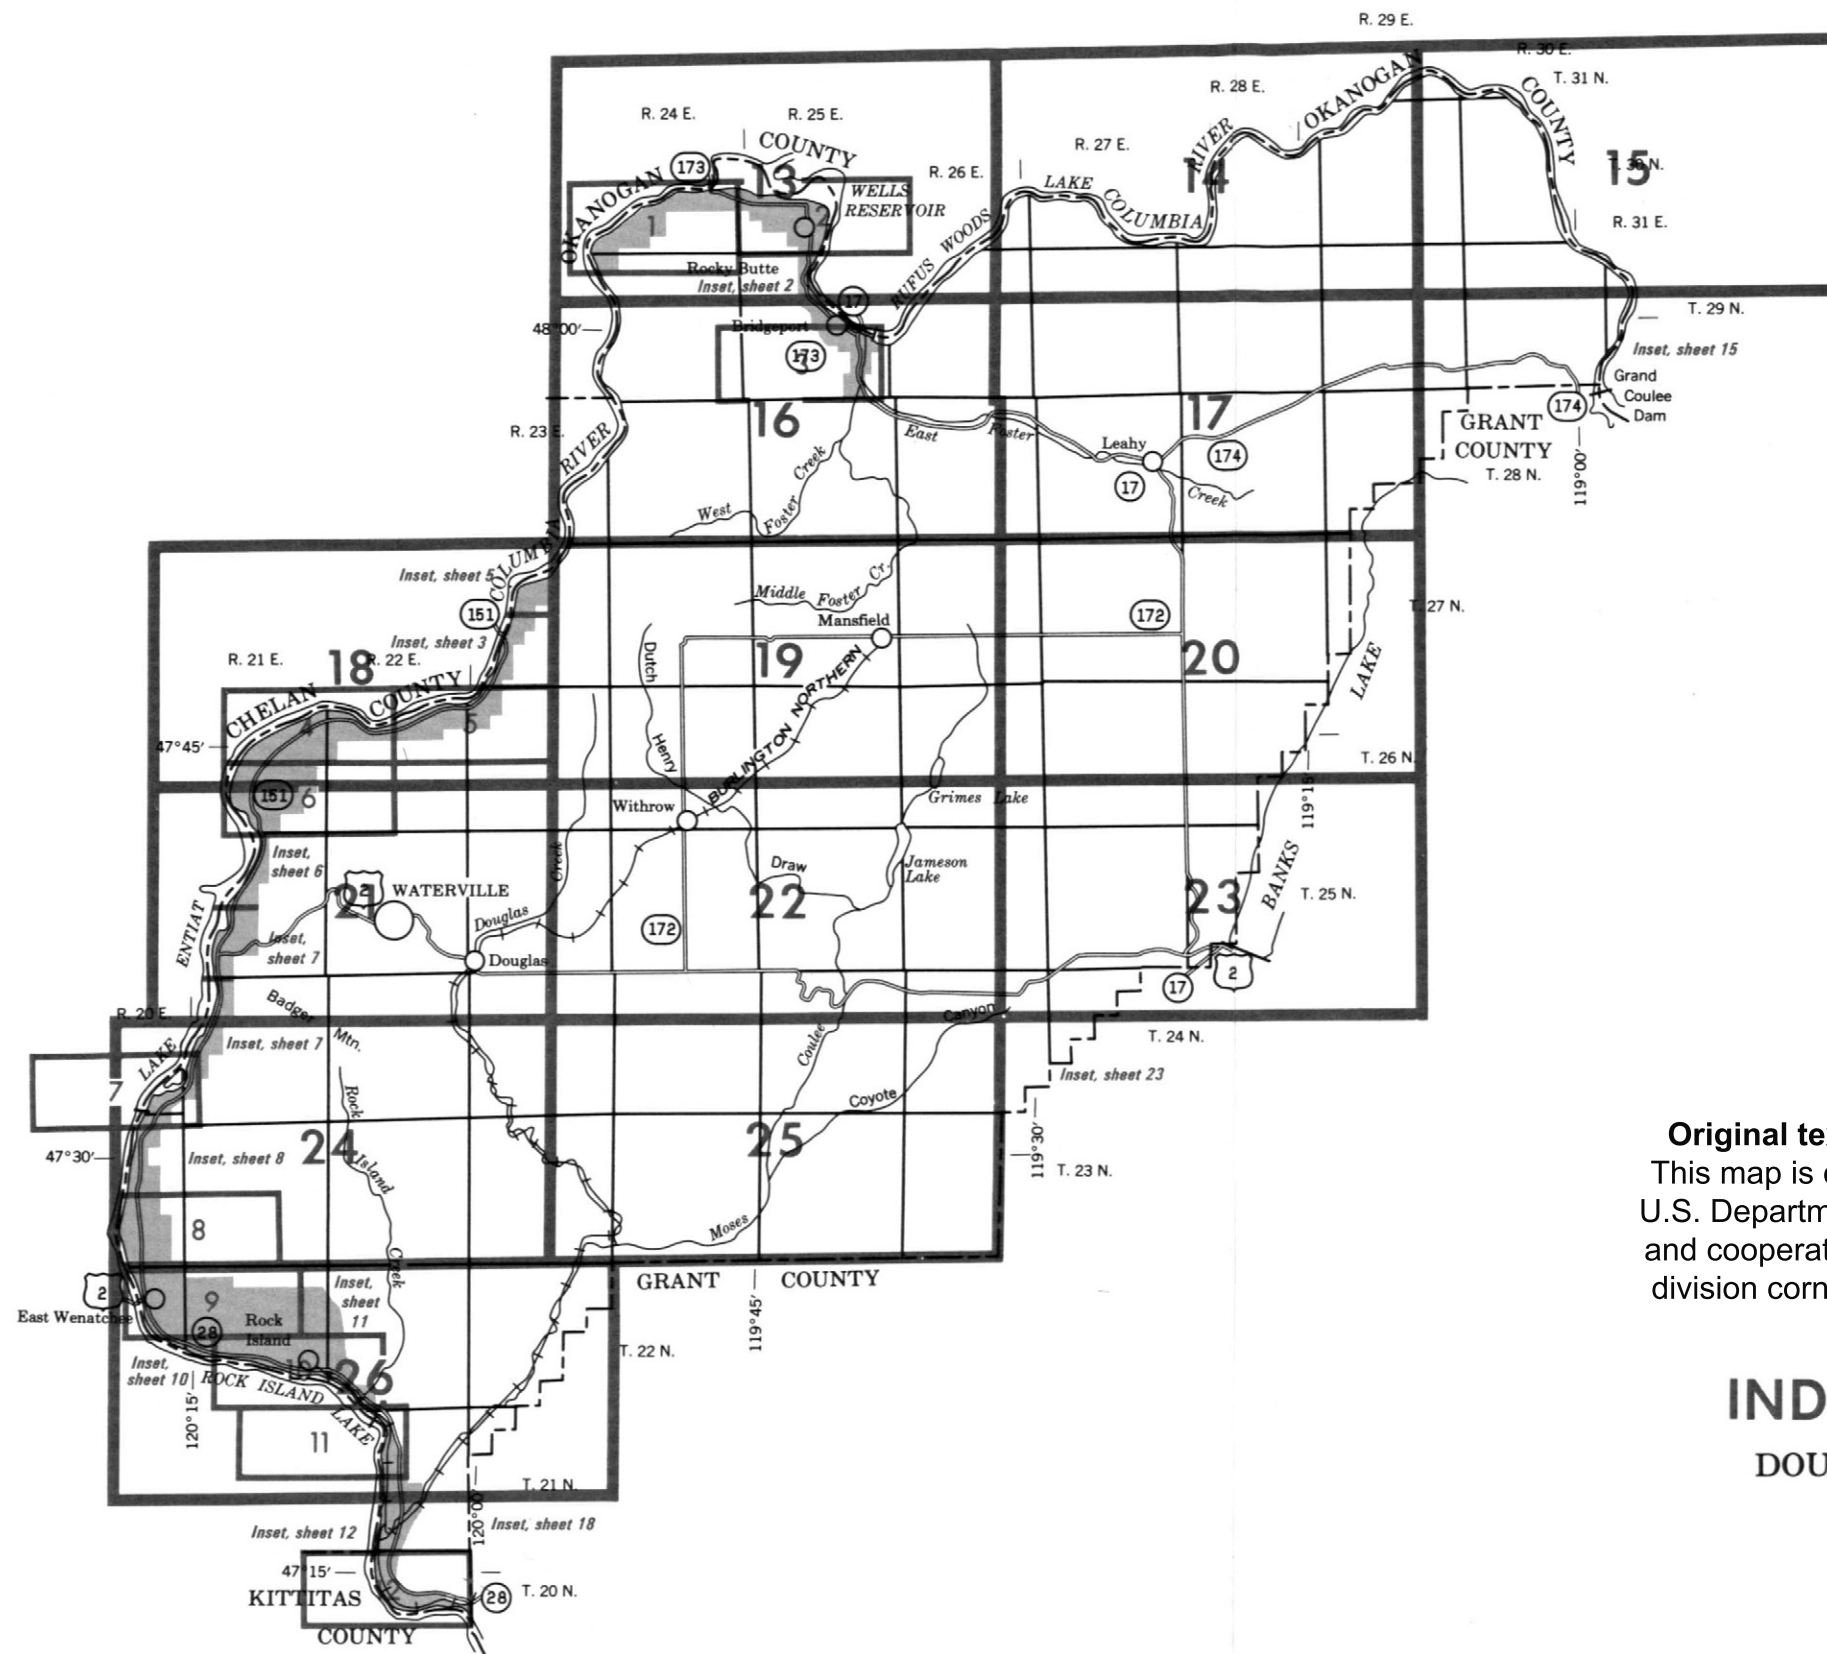 R. 29 E.
R. 30 E.
T. 31 N.
R. 28 E.
OKANOGAN COUNTY
R. 24 E.
R. 25 E.
COUNTY
RIVER
R. 27 E.
173
13
R. 26 E.
LAKE
14
15
T. 30 N.
OKANOGAN
WELLS
RESERVOIR
COLUMBIA
1
2
R. 31 E.
RUFUS WOODS
Rocky Butte
Inset, sheet 2
17
T. 29 N.
48°00'
Bridgeport
173
3
Inset, sheet 15
Grand
Coulee
Dam
16
17
174
R. 23 E.
RIVER
East Foster
Leahy
174
GRANT
COUNTY
T. 28 N.
119°00'
17
Creek
West Foster Creek
COLUMBIA
Inset, sheet 5
151
Middle Foster Cr.
Mansfield
172
T. 27 N.
Inset, sheet 3
R. 21 E.
18
R. 22 E.
Dutch
Henry
19
20
LAKE
CHELAN COUNTY
4
5
BURLINGTON NORTHERN
47°45'
T. 26 N.
151
6
Withrow
Grimes Lake
119°15'
Inset,
sheet 6
Creek
Draw
Jameson
Lake
BANKS
2
21
WATERVILLE
22
23
T. 25 N.
ENTIAT
Douglas
172
Inset,
sheet 7
Douglas
2
17
R. 20 E.
Badger
Mtn.
Canyon
Inset, sheet 7
Coulee
T. 24 N.
LAKE
7
Inset, sheet 23
Rock
Coyote
24
25
Original te
47°30'
Inset, sheet 8
Island
119°30'
T. 23 N.
This map is
U.S. Departm
8
Moses
and cooperat
Creek
GRANT COUNTY
division corn
2
East Wenatchee
9
Inset,
sheet
11
Rock
Island
28
119°45'
T. 22 N.
Inset,
sheet 10
10
26
ROCK ISLAND
LAKE
120°15'
IND
11
DOU
T. 21 N.
120°00'
Inset, sheet 12
Inset, sheet 18
47°15'
KITTITAS
28
T. 20 N.
COUNTY